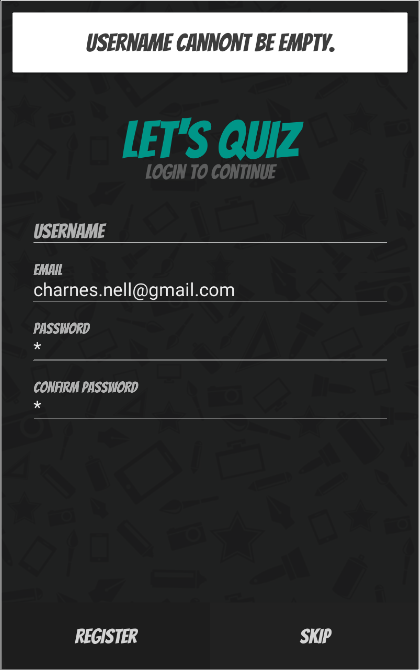 USERNAME CANNONT BE EMPTY.
LET'S QUIZ
LOGIN TO CONTINUE
USERNAME
EMAIL
charnes.nell@gmail.com
PASSWORD
*
CONFIRM PASSWORD
*
REGISTER
SKIP